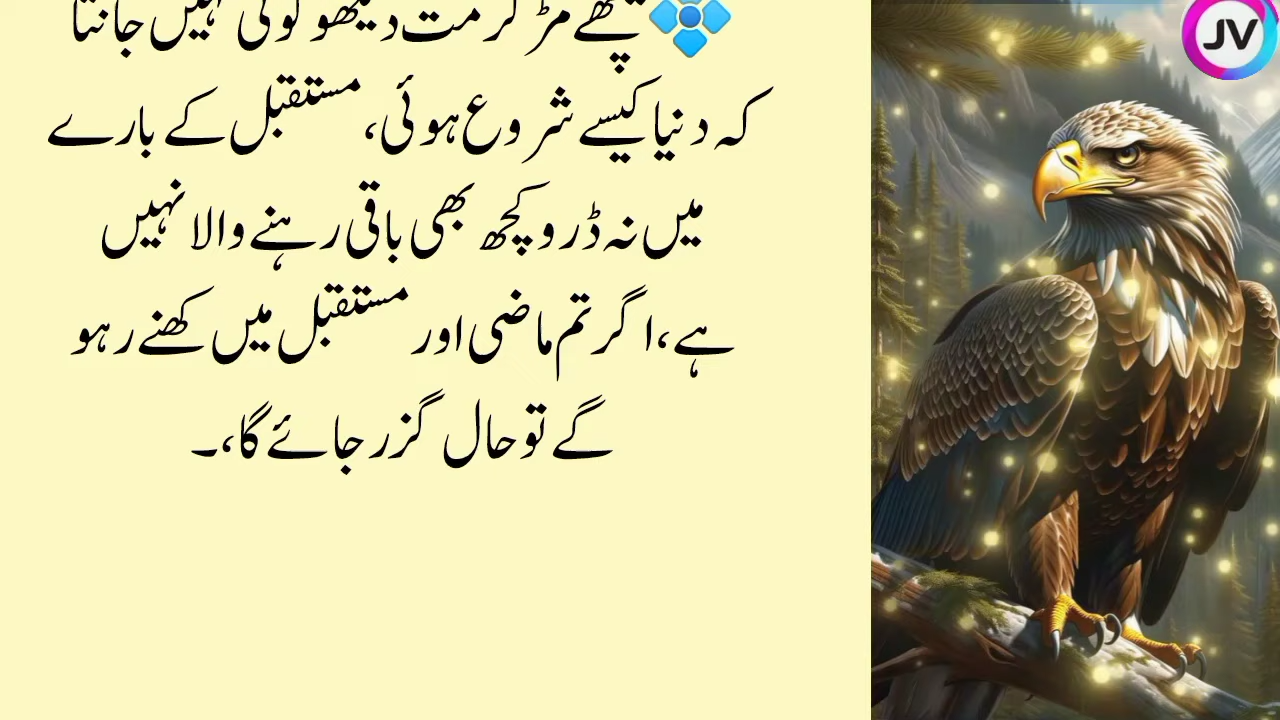 پیچھے مڑ کر مت دیکھو کوئی نہیں جانتا
کہ دنیا کیسے شروع ہوئی، مستقبل کے بارے
میں نہ ڈرو کچھ بھی باقی رہنے والا نہیں
ہے، اگر تم ماضی اور مستقبل میں کھنے رہو
گے تو حال گزر جائے گا،۔
JV